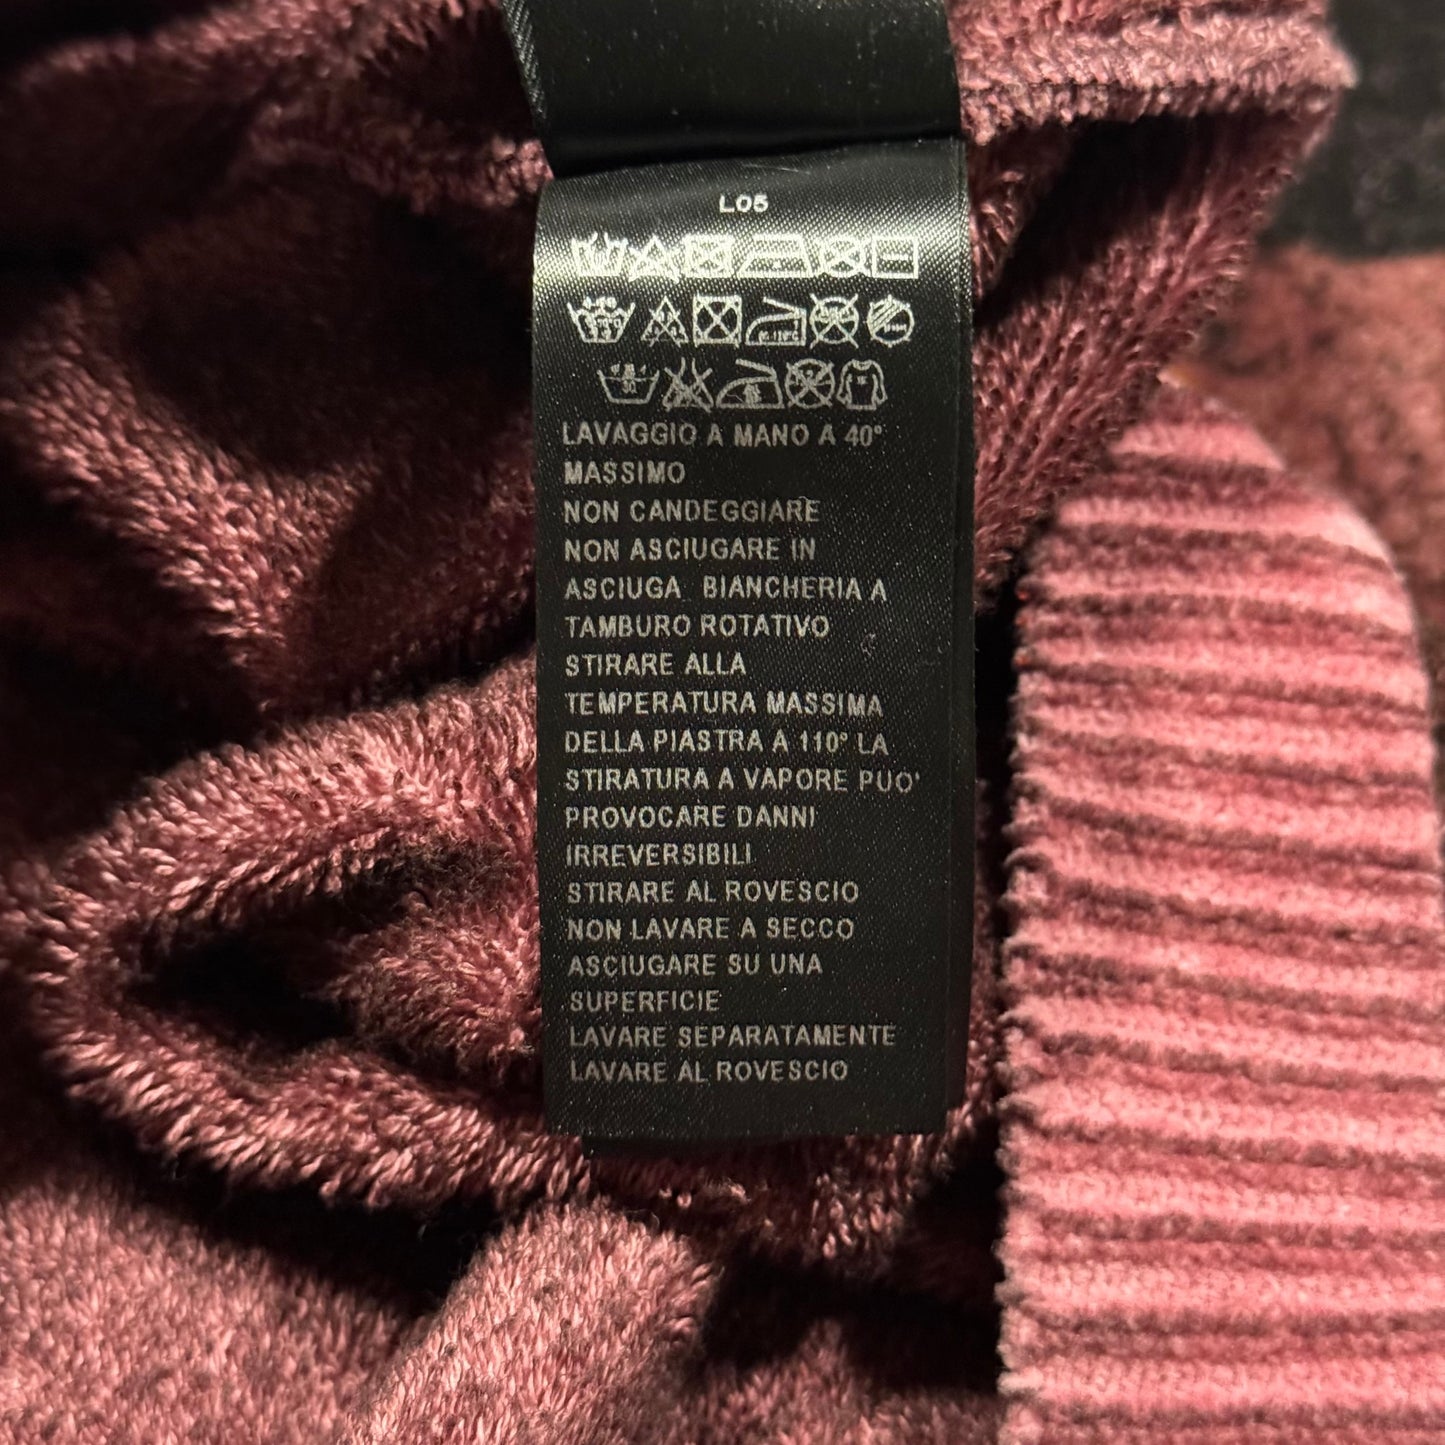 L05
LAVAGGIO A MANO A 40°
MASSIMO
NON CANDEGGIARE
NON ASCIUGARE IN
ASCIUGA BIANCHERIA A
TAMBURO ROTATIVO
STIRARE ALLA
TEMPERATURA MASSIMA
DELLA PIASTRA A 110° LA
STIRATURA A VAPORE PUO'
PROVOCARE DANNI
IRREVERSIBILI
STIRARE AL ROVESCIO
NON LAVARE A SECCO
ASCIUGARE SU UNA
SUPERFICIE
LAVARE SEPARATAMENTE
LAVARE AL ROVESCIO